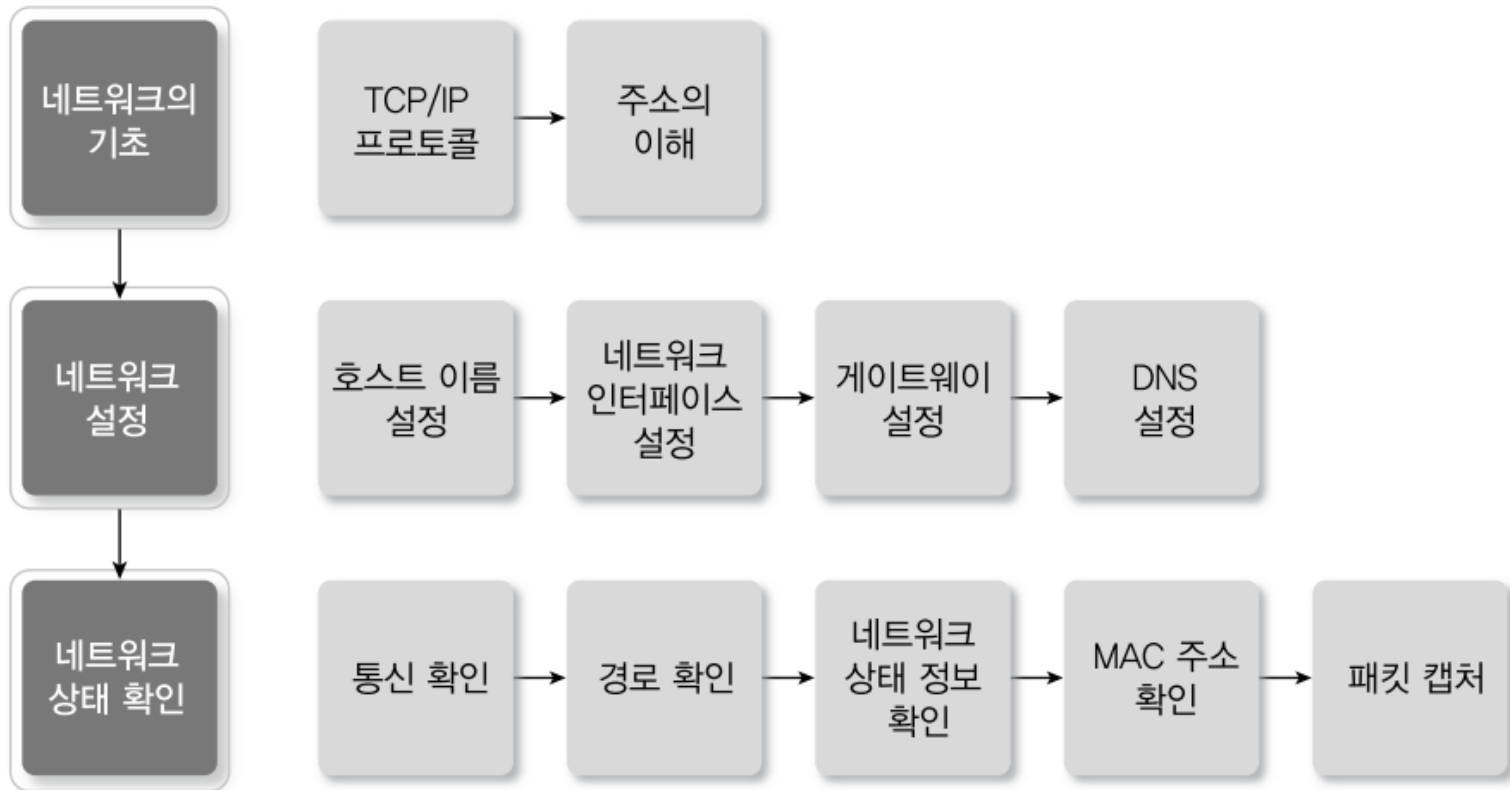 네트워크의
기초
TCP/IP
프로토콜
주소의
이해
네트워크
설정
호스트 이름
설정
네트워크
인터페이스
설정
게이트웨이
설정
DNS
설정
네트워크
상태 확인
통신 확인
경로 확인
네트워크
상태 정보
확인
MAC 주소
확인
패킷 캡처